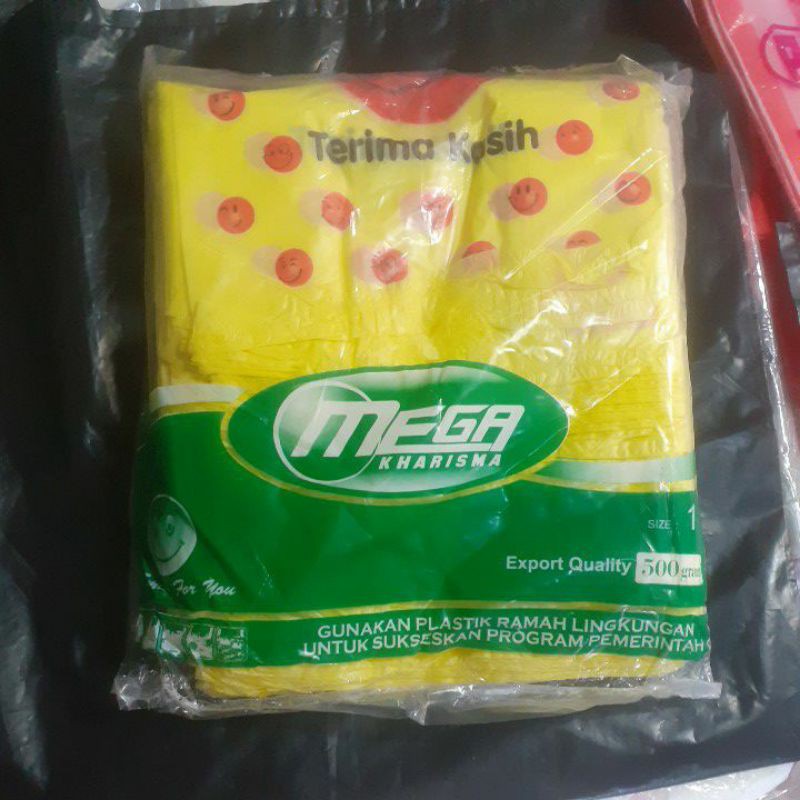 Terima Kasih
MEGA
KHARISMA
SIZE 1
Export Quality 500 gram
For You
GUNAKAN PLASTIK RAMAH LINGKUNGAN
UNTUK SUKSESKAN PROGRAM PEMERINTAH